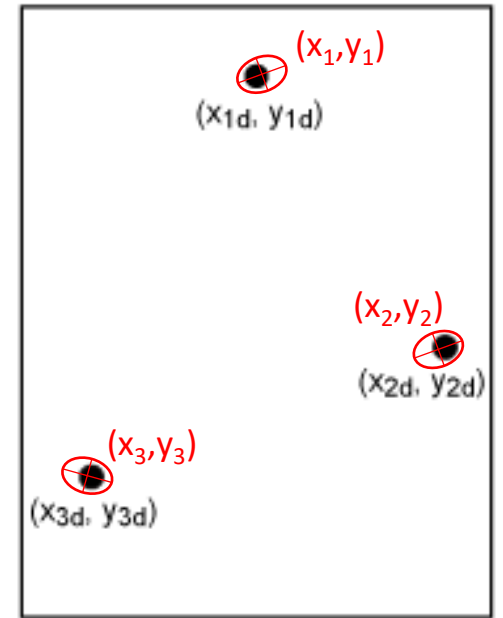 (x₁,y₁)
(x₁d, y₁d)
(x₂,y₂)
(x₂d, y₂d)
(x₃,y₃)
(x₃d, y₃d)